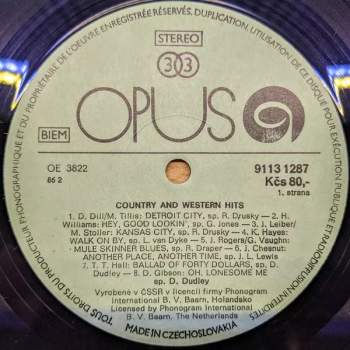 TOUS DROITS DU PRODUCTEUR PHONOGRAPHIQUE ET DU PROPRIÉTAIRE DE L'OEUVRE ENREGISTRÉE RÉSERVÉS. DUPLICATION, UTILISATION DE CE DISQUE POUR EXÉCUTION PUBLIQUE ET RADIODIFFUSION INTERDITES
STEREO
33
OPUS
BIEM
OE 3822
86 2
9113 1287
Kčs 80,-
1. strana
COUNTRY AND WESTERN HITS
1. D. Dill/M. Tillis: DETROIT CITY, sp. R. Drusky — 2. H.
Williams: HEY, GOOD LOOKIN', sp. G. Jones — 3. J. Leiber/
M. Stoller: KANSAS CITY, sp. R. Drusky — 4. K. Hayes:
WALK ON BY, sp. L. van Dyke — 5. J. Rogers/G. Vaughn:
MULE SKINNER BLUES, sp. R. Draper — 6. J. Chesnut:
ANOTHER PLACE, ANOTHER TIME, sp. J. L. Lewis
— 7. T. T. Hall: BALLAD OF FORTY DOLLARS, sp. D.
Dudley — 8. D. Gibson: OH, LONESOME ME
sp. D. Dudley
Vyrobené v ČSSR v licencii firmy Phonogram
International B. V. Baarn, Holandsko
Licensed by Phonogram International
B. V. Baarn, The Netherlands
MADE IN CZECHOSLOVAKIA